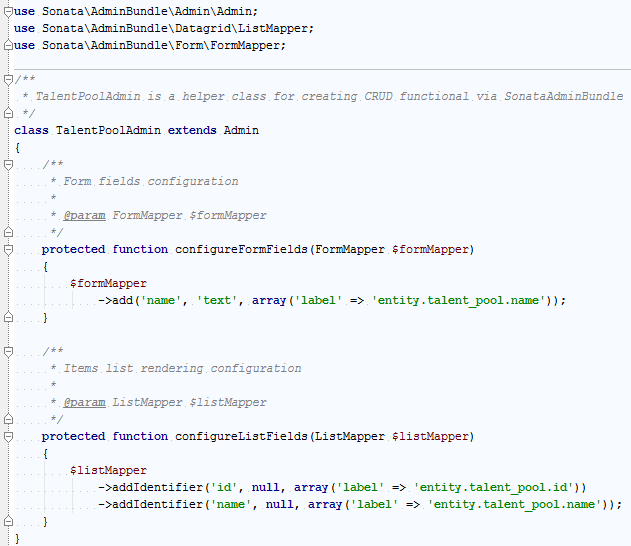 use Sonata\AdminBundle\Admin\Admin;
use Sonata\AdminBundle\Datagrid\ListMapper;
use Sonata\AdminBundle\Form\FormMapper;
/**
 * TalentPoolAdmin is a helper class for creating CRUD functional via SonataAdminBundle
 */
class TalentPoolAdmin extends Admin
{
    /**
     * Form fields configuration
     *
     * @param FormMapper $formMapper
     */
    protected function configureFormFields(FormMapper $formMapper)
    {
        $formMapper
            ->add('name', 'text', array('label' => 'entity.talent_pool.name'));
    }
    /**
     * Items list rendering configuration
     *
     * @param ListMapper $listMapper
     */
    protected function configureListFields(ListMapper $listMapper)
    {
        $listMapper
            ->addIdentifier('id', null, array('label' => 'entity.talent_pool.id'))
            ->addIdentifier('name', null, array('label' => 'entity.talent_pool.name'));
    }
}